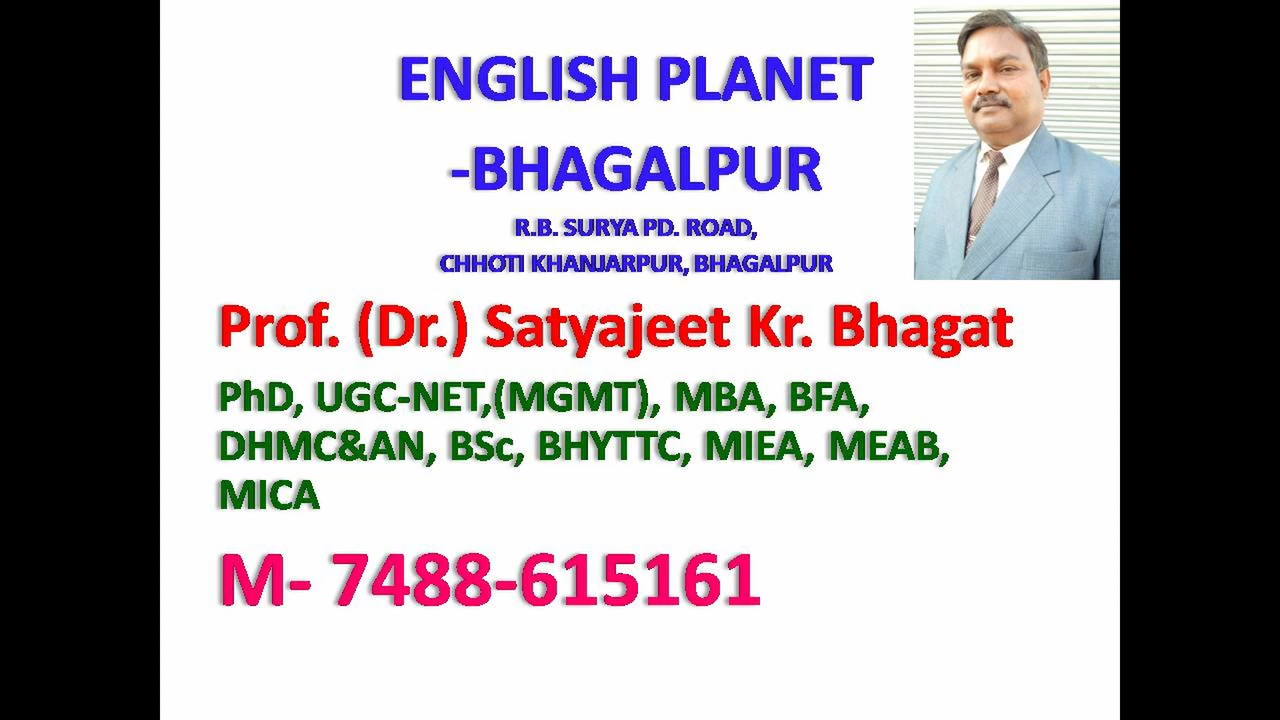 ENGLISH PLANET
-BHAGALPUR
R.B. SURYA PD. ROAD,
CHHOTI KHANJARPUR, BHAGALPUR
Prof. (Dr.) Satyajeet Kr. Bhagat
PhD, UGC-NET,(MGMT), MBA, BFA,
DHMC&AN, BSc, BHYTTC, MIEA, MEAB,
MICA
M- 7488-615161